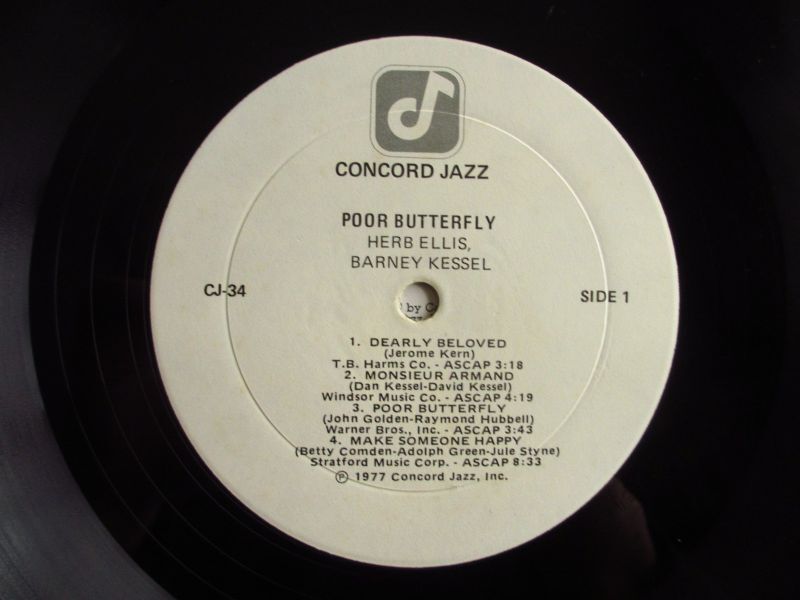 CONCORD JAZZ
POOR BUTTERFLY
HERB ELLIS,
BARNEY KESSEL
CJ-34
SIDE 1
by C
1. DEARLY BELOVED
(Jerome Kern)
T.B. Harms Co. - ASCAP 3:18
2. MONSIEUR ARMAND
(Dan Kessel-David Kessel)
Windsor Music Co. - ASCAP 4:19
3. POOR BUTTERFLY
(John Golden-Raymond Hubbell)
Warner Bros., Inc. - ASCAP 3:43
4. MAKE SOMEONE HAPPY
(Betty Comden-Adolph Green-Jule Styne)
Stratford Music Corp. - ASCAP 8:33
℗ 1977 Concord Jazz, Inc.